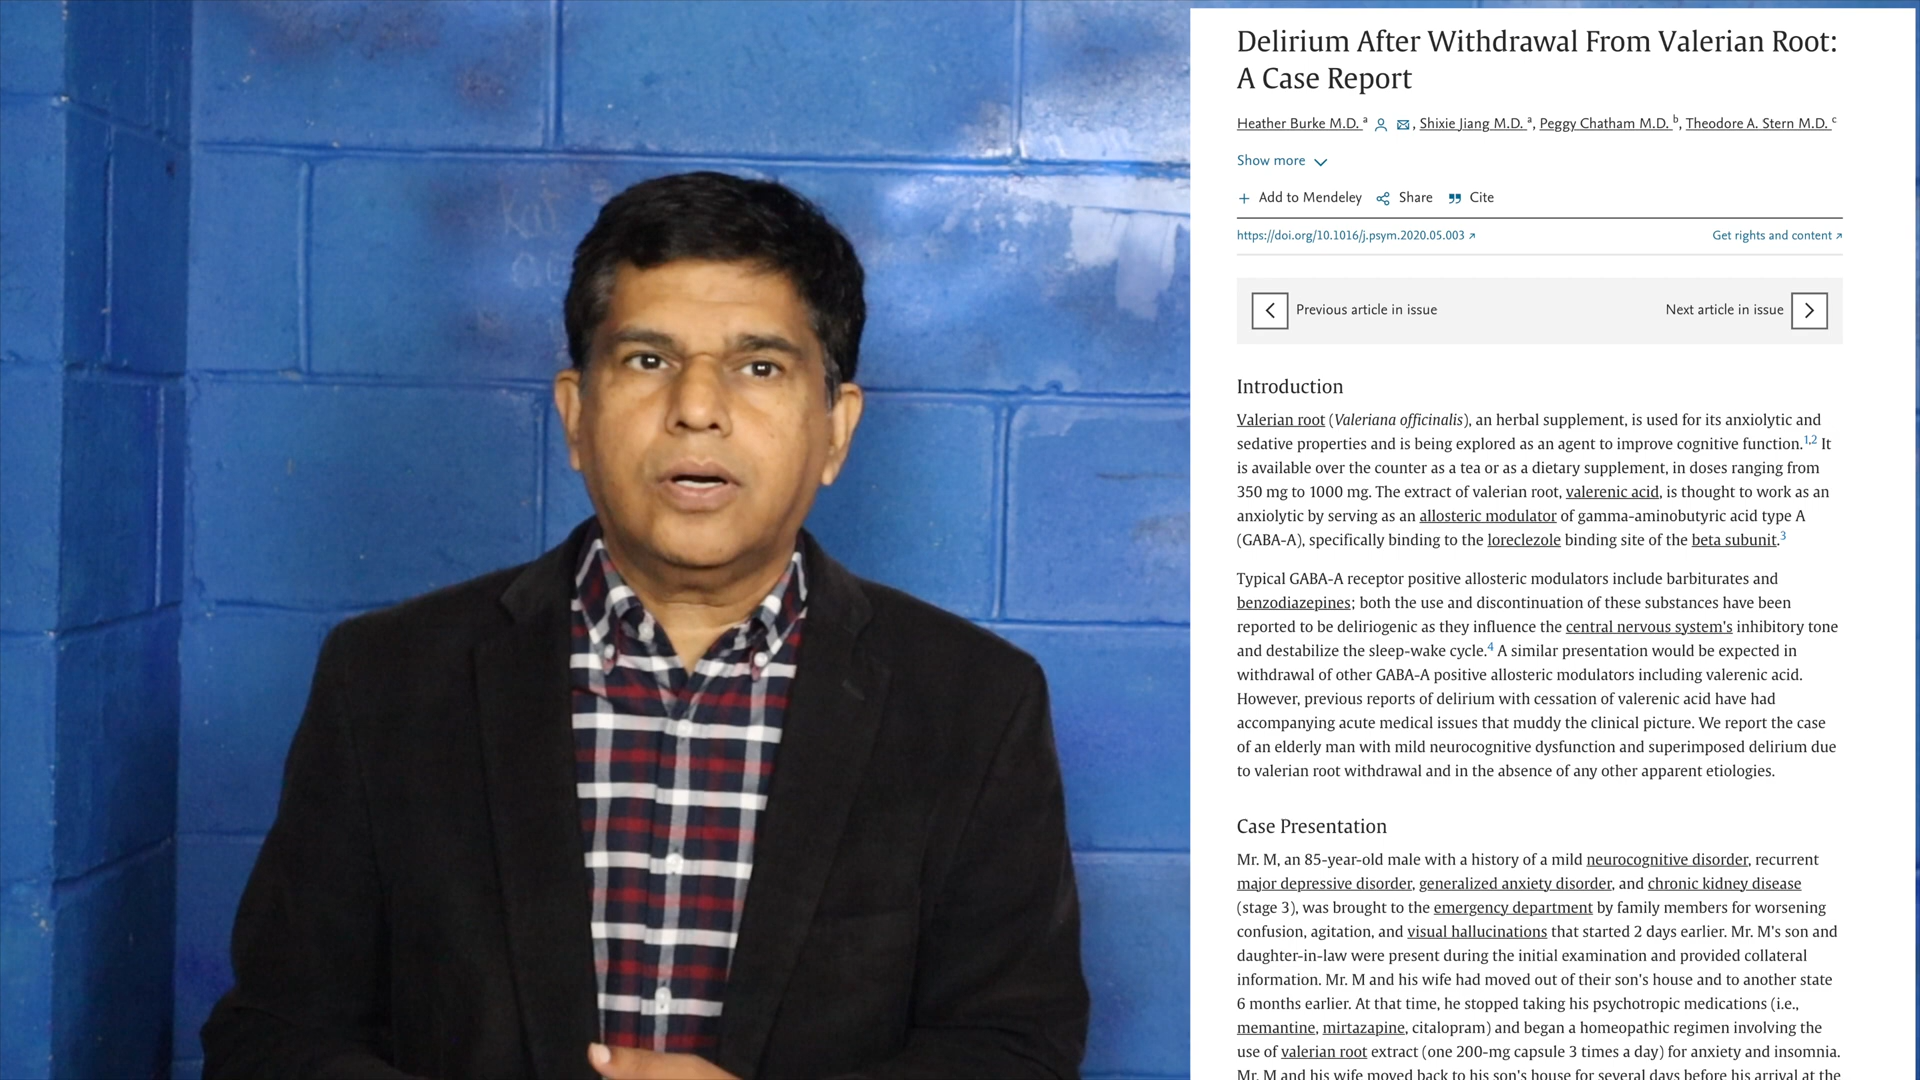 Delirium After Withdrawal From Valerian Root:
A Case Report
Heather Burke M.D. a, Shixie Jiang M.D. a, Peggy Chatham M.D. b, Theodore A. Stern M.D. c
Show more
Add to Mendeley Share Cite
https://doi.org/10.1016/j.psym.2020.05.003 Get rights and content
Previous article in issue Next article in issue
Introduction
Valerian root (Valeriana officinalis), an herbal supplement, is used for its anxiolytic and
sedative properties and is being explored as an agent to improve cognitive function.1,2 It
is available over the counter as a tea or as a dietary supplement, in doses ranging from
350 mg to 1000 mg. The extract of valerian root, valerenic acid, is thought to work as an
anxiolytic by serving as an allosteric modulator of gamma-aminobutyric acid type A
(GABA-A), specifically binding to the loreclezole binding site of the beta subunit.3
Typical GABA-A receptor positive allosteric modulators include barbiturates and
benzodiazepines; both the use and discontinuation of these substances have been
reported to be deliriogenic as they influence the central nervous system's inhibitory tone
and destabilize the sleep-wake cycle.4 A similar presentation would be expected in
withdrawal of other GABA-A positive allosteric modulators including valerenic acid.
However, previous reports of delirium with cessation of valerenic acid have had
accompanying acute medical issues that muddy the clinical picture. We report the case
of an elderly man with mild neurocognitive dysfunction and superimposed delirium due
to valerian root withdrawal and in the absence of any other apparent etiologies.
Case Presentation
Mr. M, an 85-year-old male with a history of a mild neurocognitive disorder, recurrent
major depressive disorder, generalized anxiety disorder, and chronic kidney disease
(stage 3), was brought to the emergency department by family members for worsening
confusion, agitation, and visual hallucinations that started 2 days earlier. Mr. M's son and
daughter-in-law were present during the initial examination and provided collateral
information. Mr. M and his wife had moved out of their son's house and to another state
6 months earlier. At that time, he stopped taking his psychotropic medications (i.e.,
memantine, mirtazapine, citalopram) and began a homeopathic regimen involving the
use of valerian root extract (one 200-mg capsule 3 times a day) for anxiety and insomnia.
Mr. M and his wife moved back to his son's house for several days before his arrival at the